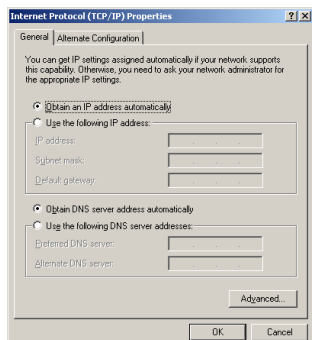 Internet Protocol (TCP/IP) Properties
General
Alternate Configuration
You can get IP settings assigned automatically if your network supports
this capability. Otherwise, you need to ask your network administrator for
the appropriate IP settings.
Obtain an IP address automatically
Use the following IP address:
IP address:
Subnet mask:
Default gateway:
Obtain DNS server address automatically
Use the following DNS server addresses:
Preferred DNS server:
Alternate DNS server:
Advanced...
OK
Cancel